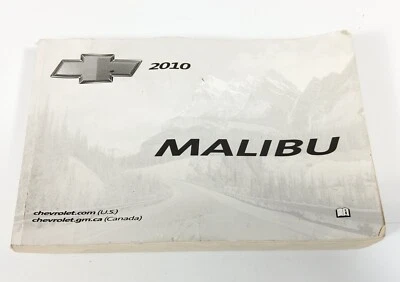 2010
MALIBU
chevrolet.com (U.S.)
chevrolet.gm.ca (Canada)